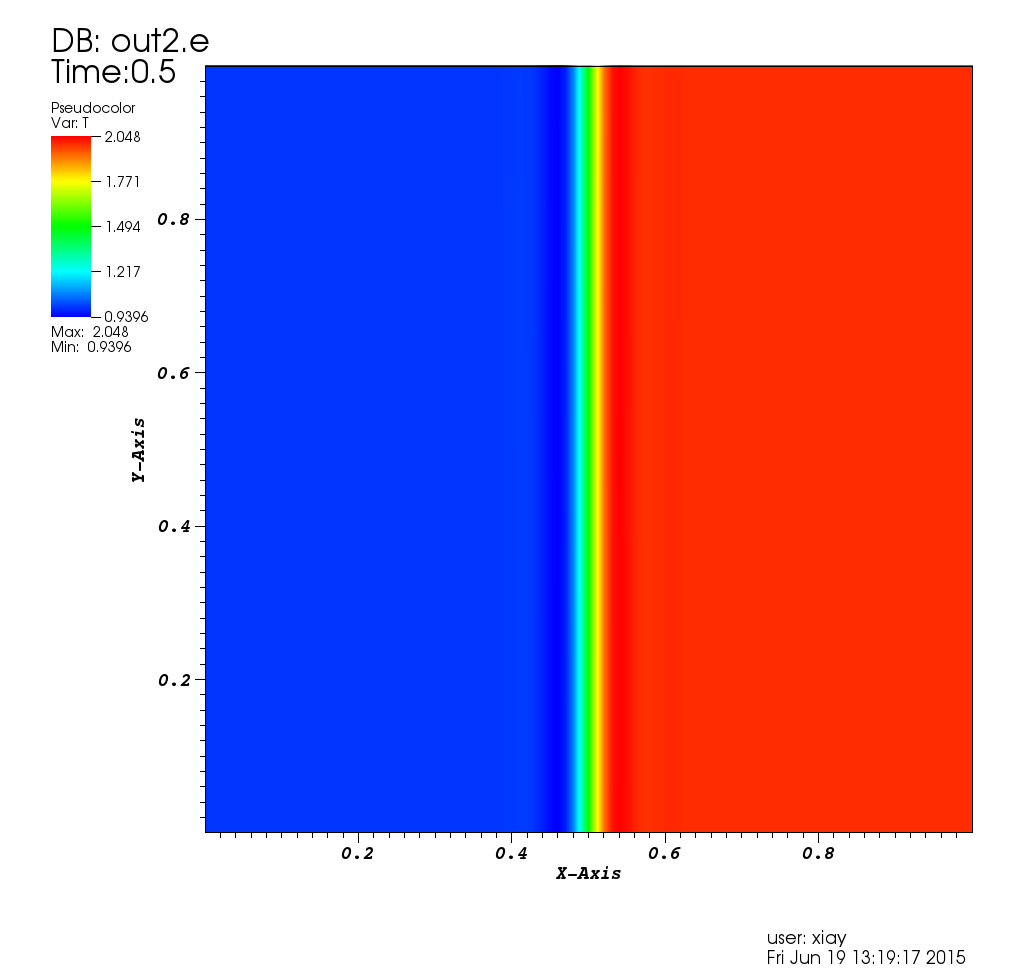 DB: out2.e
Time:0.5
Pseudocolor
Var: T
2.048
1.771
1.494
1.217
0.9396
Max: 2.048
Min: 0.9396
0.8
0.6
0.4
0.2
Y-Axis
0.2 0.4 0.6 0.8
X-Axis
user: xiay
Fri Jun 19 13:19:17 2015